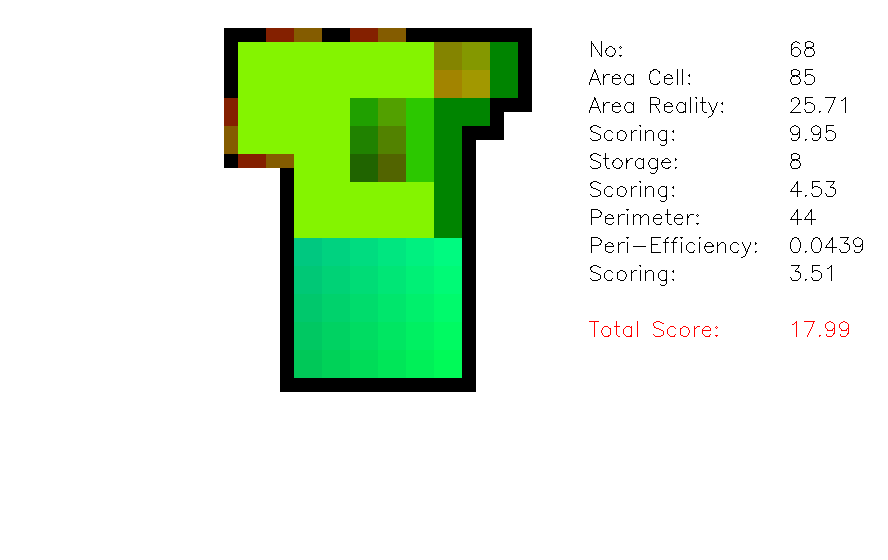 No: 68
Area Cell: 85
Area Reality: 25.71
Scoring: 9.95
Storage: 8
Scoring: 4.53
Perimeter: 44
Peri-Efficiency: 0.0439
Scoring: 3.51
Total Score: 17.99